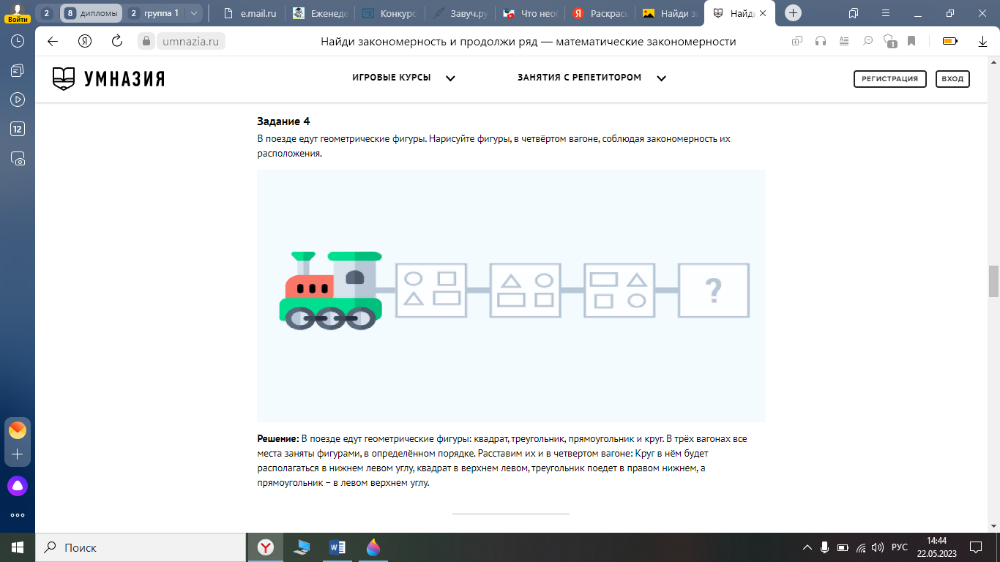 Войти
2
8 дипломы
2 группа 1
e.mail.ru
Еженеде
Конкурс
Завуч.ру
Что необ
Раскрась
Найди за
Найди
umnazia.ru
Найди закономерность и продолжи ряд — математические закономерности
1
УМНАЗИЯ
ИГРОВЫЕ КУРСЫ
ЗАНЯТИЯ С РЕПЕТИТОРОМ
РЕГИСТРАЦИЯ
ВХОД
12
Задание 4
В поезде едут геометрические фигуры. Нарисуйте фигуры, в четвёртом вагоне, соблюдая закономерность их
расположения.
?
Решение: В поезде едут геометрические фигуры: квадрат, треугольник, прямоугольник и круг. В трёх вагонах все
места заняты фигурами, в определённом порядке. Расставим их и в четвертом вагоне: Круг в нём будет
располагаться в нижнем левом углу, квадрат в верхнем левом, треугольник поедет в правом нижнем, а
прямоугольник – в левом верхнем углу.
Поиск
РУС
14:44
22.05.2023